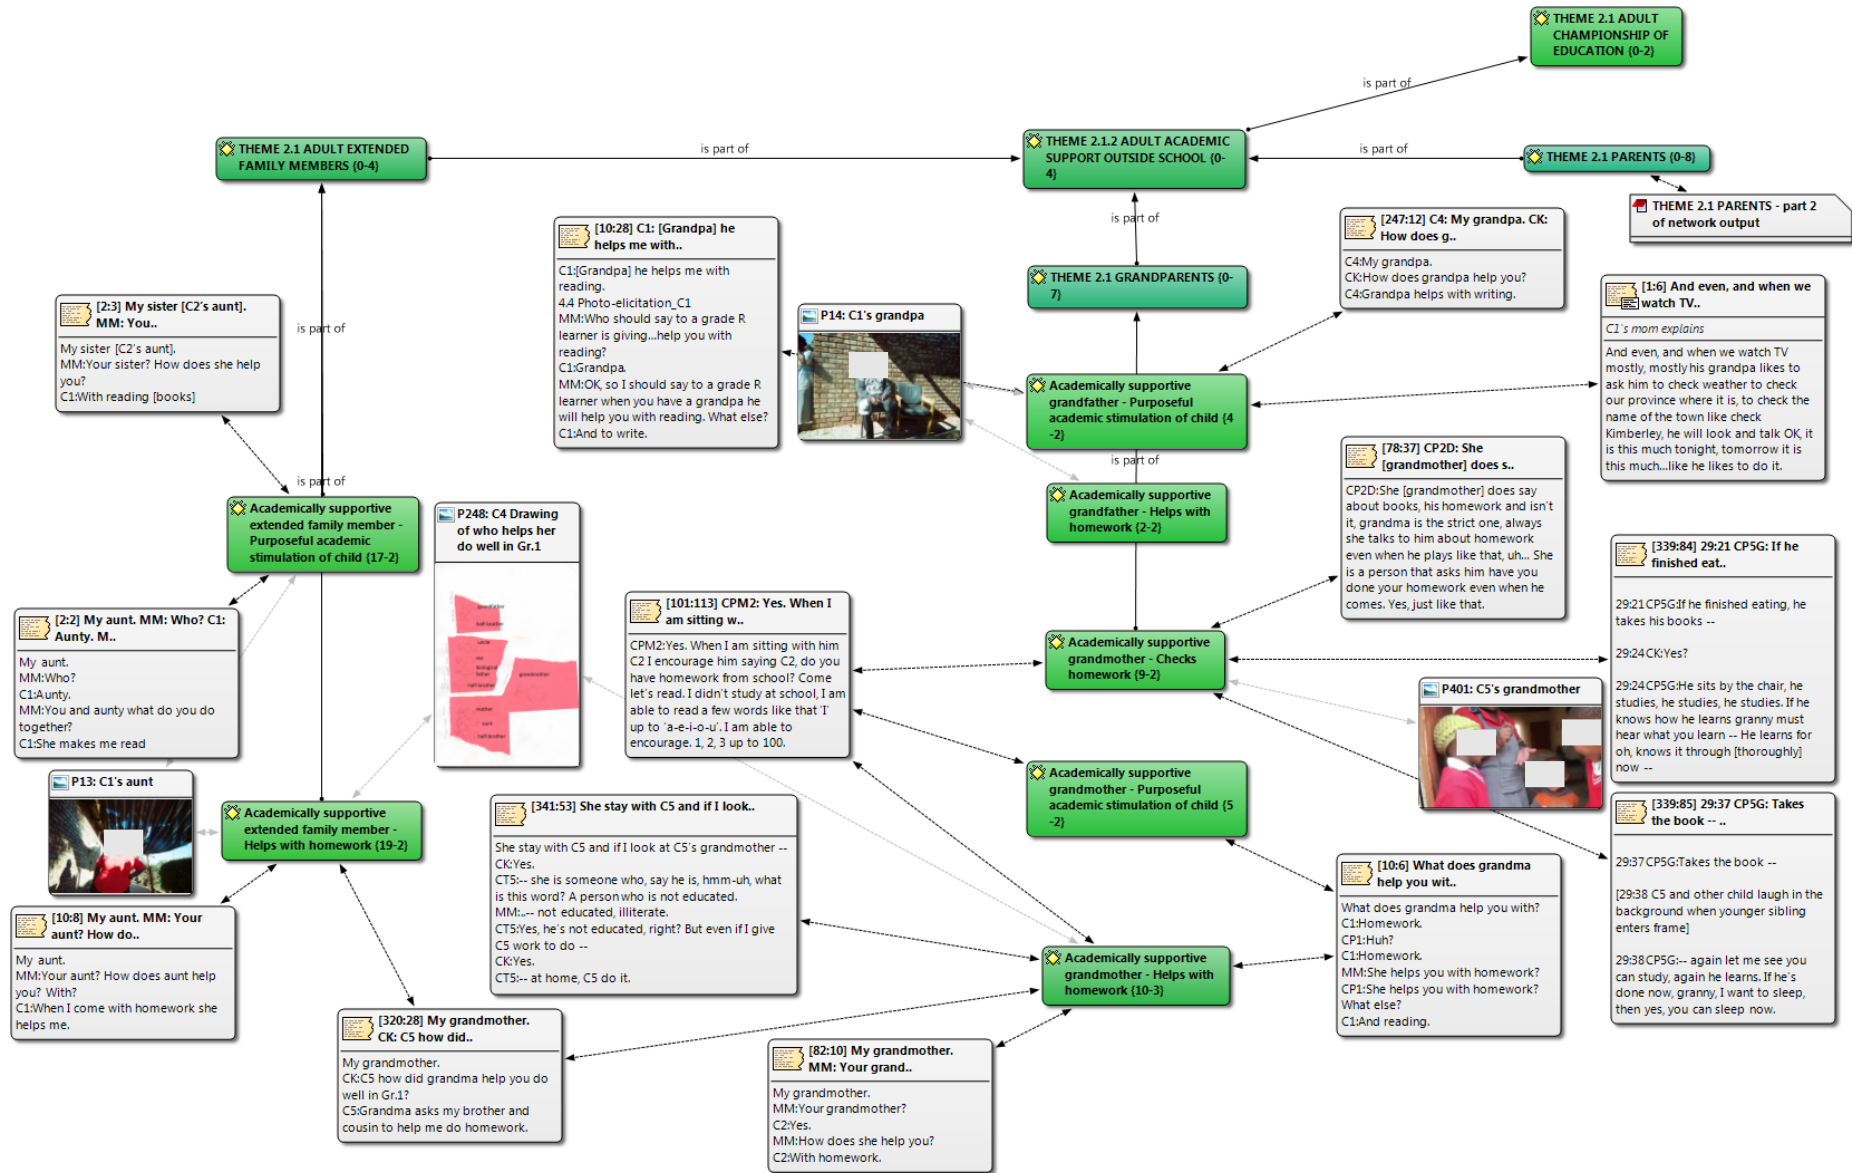 THEME 2.1 ADULT
CHAMPIONSHIP OF
EDUCATION {0-2}
is part of
THEME 2.1 ADULT EXTENDED
FAMILY MEMBERS {0-4}
is part of
THEME 2.1.2 ADULT ACADEMIC
SUPPORT OUTSIDE SCHOOL {0-
4}
is part of
THEME 2.1 PARENTS {0-8}
THEME 2.1 PARENTS - part 2
of network output
is part of
THEME 2.1 GRANDPARENTS {0-
7}
[10:28] C1: [Grandpa] he
helps me with..
C1:[Grandpa] he helps me with
reading.
4.4 Photo-elicitation_C1
MM:Who should say to a grade R
learner is giving...help you with
reading?
C1:Grandpa.
MM:OK, so I should say to a grade R
learner when you have a grandpa he
will help you with reading. What else?
C1:And to write.
[247:12] C4: My grandpa. CK:
How does g..
C4:My grandpa.
CK:How does grandpa help you?
C4:Grandpa helps with writing.
[1:6] And even, and when we
watch TV..
C1's mom explains
And even, and when we watch TV
mostly, mostly his grandpa likes to
ask him to check weather to check
our province where it is, to check the
name of the town like check
Kimberley, he will look and talk OK, it
is this much tonight, tomorrow it is
this much...like he likes to do it.
[2:3] My sister [C2's aunt].
MM: You..
My sister [C2's aunt].
MM:Your sister? How does she help
you?
C1:With reading [books]
is part of
P14: C1's grandpa
Academically supportive
grandfather - Purposeful
academic stimulation of child {4
-2}
is part of
is part of
Academically supportive
extended family member -
Purposeful academic
stimulation of child {17-2}
P248: C4 Drawing
of who helps her
do well in Gr.1
grandfather
half-brother
uncle
biological
father
half-brother
grandmother
mother
aunt
half-brother
Academically supportive
grandfather - Helps with
homework {2-2}
[78:37] CP2D: She
[grandmother] does s..
CP2D:She [grandmother] does say
about books, his homework and isn't
it, grandma is the strict one, always
she talks to him about homework
even when he plays like that, uh... She
is a person that asks him have you
done your homework even when he
comes. Yes, just like that.
[339:84] 29:21 CP5G: If he
finished eat..
29:21 CP5G:If he finished eating, he
takes his books --
29:24 CK:Yes?
29:24 CP5G:He sits by the chair, he
studies, he studies, he studies. If he
knows how he learns granny must
hear what you learn -- He learns for
oh, knows it through [thoroughly]
now --
[2:2] My aunt. MM: Who? C1:
Aunty. M..
My aunt.
MM:Who?
C1:Aunty.
MM:You and aunty what do you do
together?
C1:She makes me read
[101:113] CPM2: Yes. When I
am sitting w..
CPM2:Yes. When I am sitting with him
C2 I encourage him saying C2, do you
have homework from school? Come
let's read. I didn't study at school, I am
able to read a few words like that 'I'
up to 'a-e-i-o-u'. I am able to
encourage. 1, 2, 3 up to 100.
Academically supportive
grandmother - Checks
homework {9-2}
P401: C5's grandmother
P13: C1's aunt
Academically supportive
extended family member -
Helps with homework {19-2}
[341:53] She stay with C5 and if I look..
She stay with C5 and if I look at C5's grandmother --
CK:Yes.
CT5:-- she is someone who, say he is, hmm-uh, what
is this word? A person who is not educated.
MM:..-- not educated, illiterate.
CT5:Yes, he's not educated, right? But even if I give
C5 work to do --
CK:Yes.
CT5:-- at home, C5 do it.
Academically supportive
grandmother - Purposeful
academic stimulation of child {5
-2}
[339:85] 29:37 CP5G: Takes
the book -- ..
29:37 CP5G:Takes the book --
[29:38 C5 and other child laugh in the
background when younger sibling
enters frame]
29:38 CP5G:-- again let me see you
can study, again he learns. If he's
done now, granny, I want to sleep,
then yes, you can sleep now.
[10:6] What does grandma
help you wit..
What does grandma help you with?
C1:Homework.
CP1:Huh?
C1:Homework.
MM:She helps you with homework?
CP1:She helps you with homework?
What else?
C1:And reading.
[10:8] My aunt. MM: Your
aunt? How do..
My aunt.
MM:Your aunt? How does aunt help
you? With?
C1:When I come with homework she
helps me.
Academically supportive
grandmother - Helps with
homework {10-3}
[320:28] My grandmother.
CK: C5 how did..
My grandmother.
CK:C5 how did grandma help you do
well in Gr.1?
C5:Grandma asks my brother and
cousin to help me do homework.
[82:10] My grandmother.
MM: Your grand..
My grandmother.
MM:Your grandmother?
C2:Yes.
MM:How does she help you?
C2:With homework.